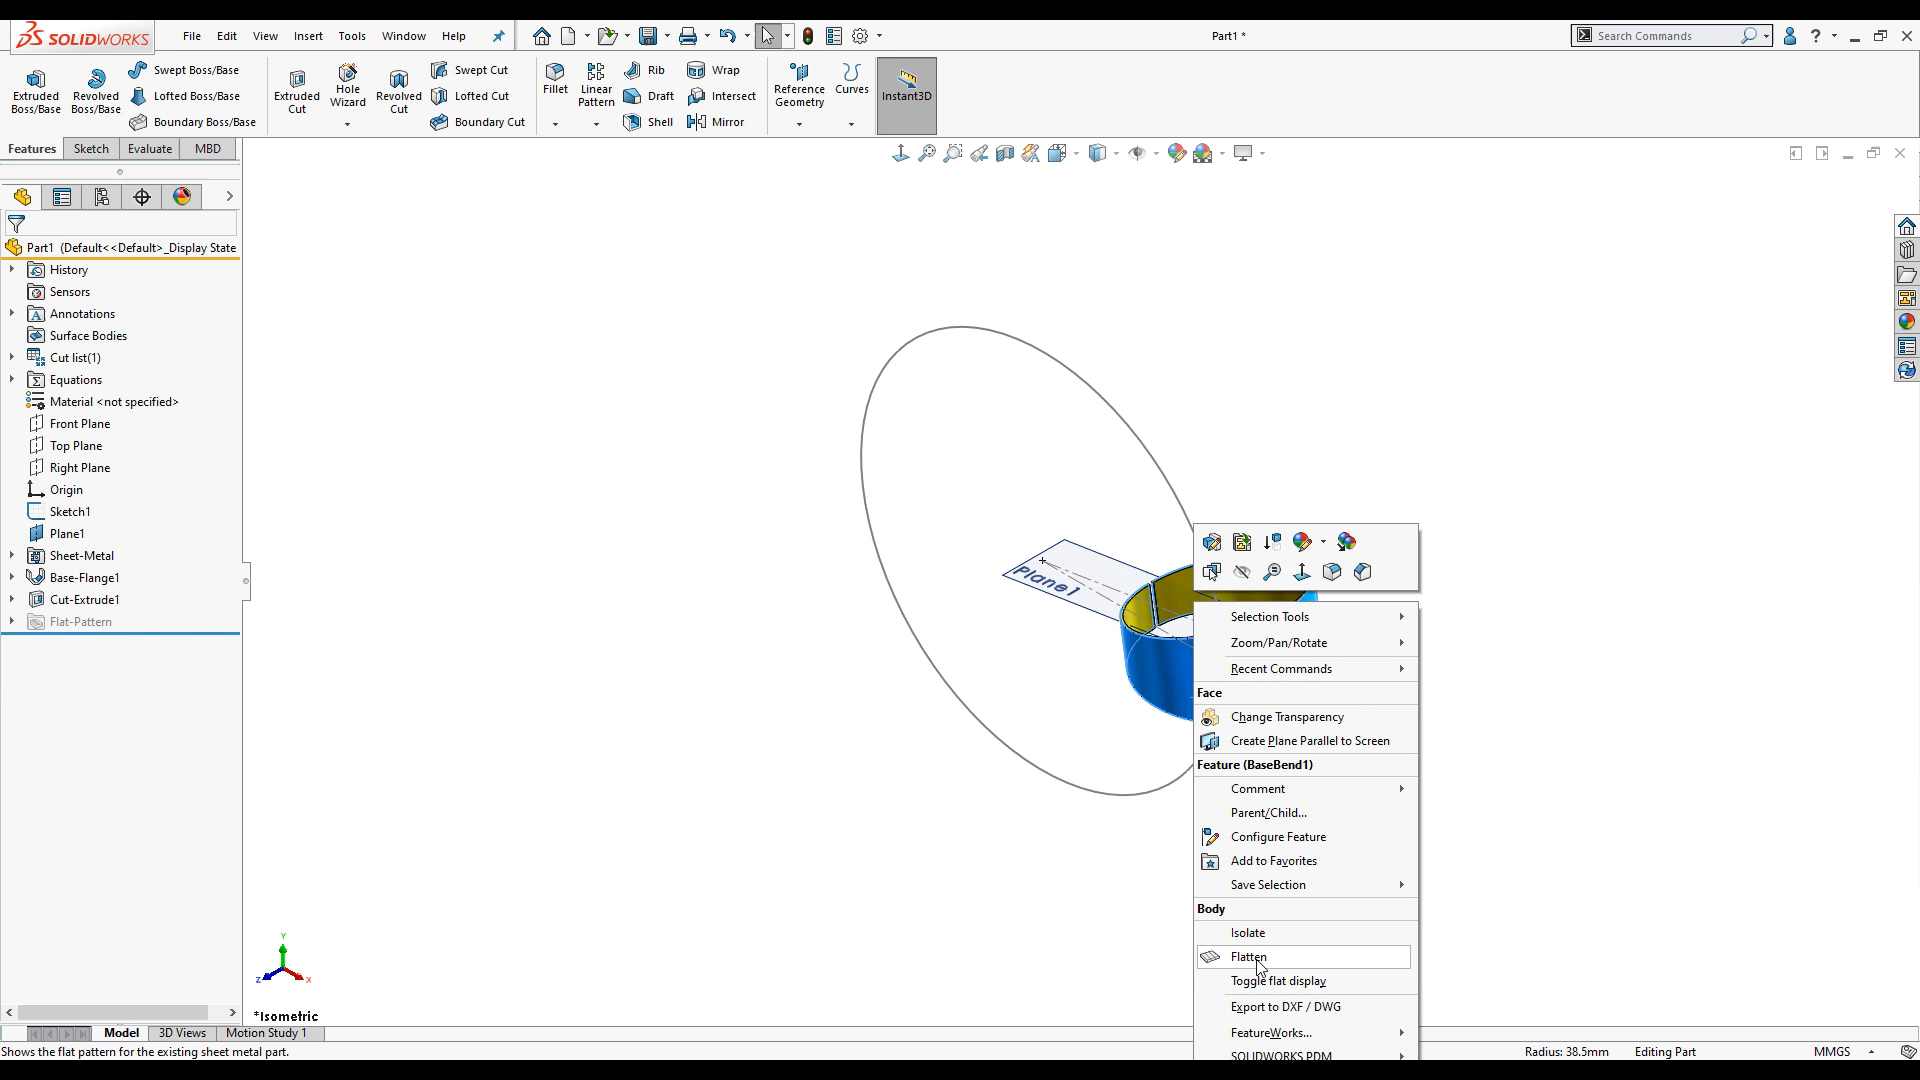 SOLIDWORKS
File Edit View Insert Tools Window Help
Part1 *
Search Commands
Extruded Boss/Base
Revolved Boss/Base
Swept Boss/Base
Lofted Boss/Base
Boundary Boss/Base
Extruded Cut
Hole Wizard
Revolved Cut
Swept Cut
Lofted Cut
Boundary Cut
Fillet
Linear Pattern
Rib
Draft
Shell
Wrap
Intersect
Mirror
Reference Geometry
Curves
Instant3D
Features Sketch Evaluate MBD
Part1 (Default<<Default>_Display State
History
Sensors
Annotations
Surface Bodies
Cut list(1)
Equations
Material <not specified>
Front Plane
Top Plane
Right Plane
Origin
Sketch1
Plane1
Sheet-Metal
Base-Flange1
Cut-Extrude1
Flat-Pattern
Plane1
Selection Tools
Zoom/Pan/Rotate
Recent Commands
Face
Change Transparency
Create Plane Parallel to Screen
Feature (BaseBend1)
Comment
Parent/Child...
Configure Feature
Add to Favorites
Save Selection
Body
Isolate
Flatten
Toggle flat display
Export to DXF / DWG
FeatureWorks...
SOLIDWORKS PDM
Y
Z
X
*Isometric
Model 3D Views Motion Study 1
Shows the flat pattern for the existing sheet metal part.
Radius: 38.5mm Editing Part MMGS